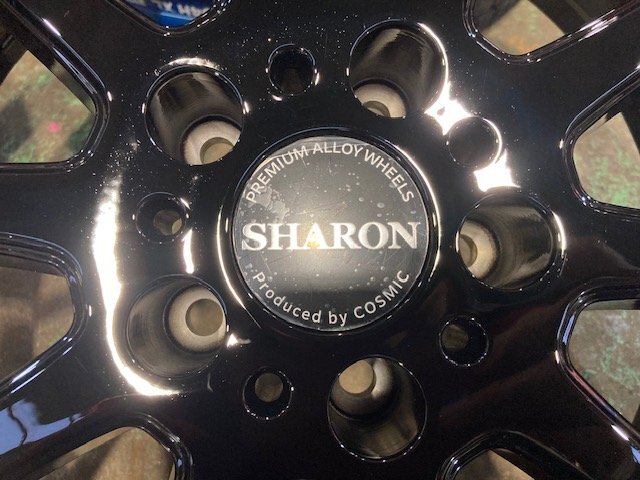 PREMIUM ALLOY WHEELS
SHARON
Produced by COSMIC